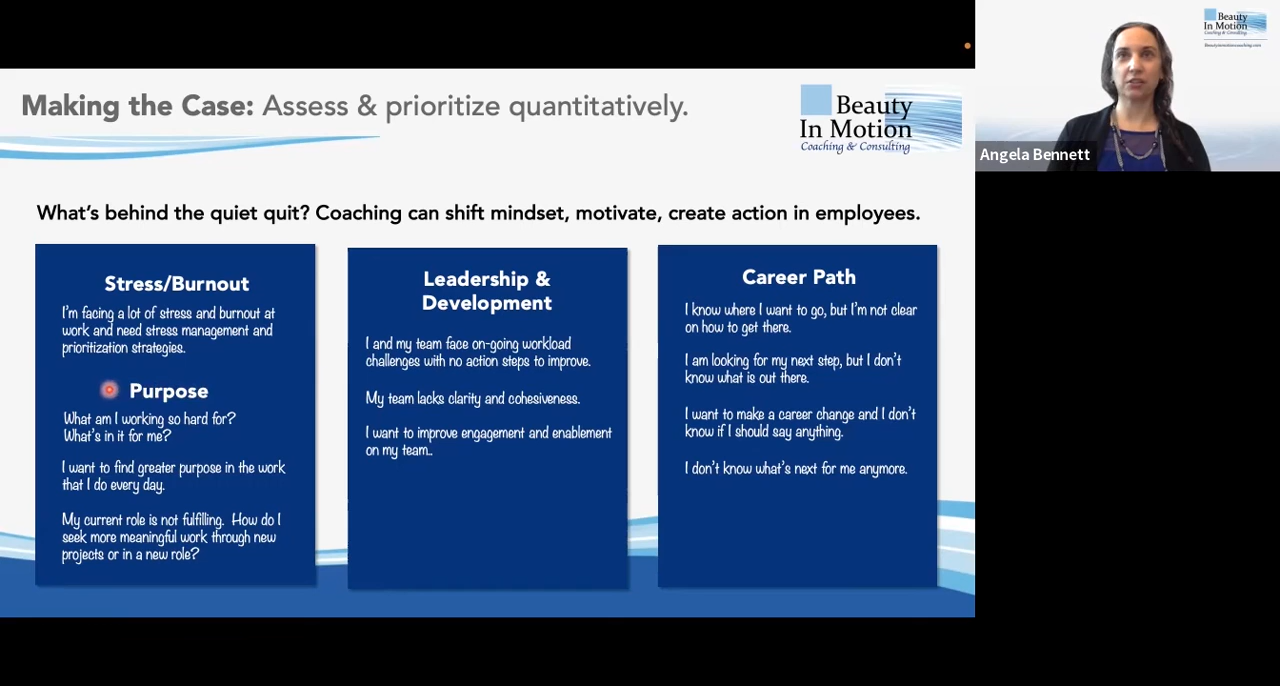 Making the Case: Assess & prioritize quantitatively.
Beauty
In Motion
Coaching & Consulting
What's behind the quiet quit? Coaching can shift mindset, motivate, create action in employees.
Stress/Burnout
I'm facing a lot of stress and burnout at
work and need stress management and
prioritization strategies.
Purpose
What am I working so hard for?
What's in it for me?
I want to find greater purpose in the work
that I do every day.
My current role is not fulfilling. How do I
seek more meaningful work through new
projects or in a new role?
Leadership &
Development
I and my team face on-going workload
challenges with no action steps to improve.
My team lacks clarity and cohesiveness.
I want to improve engagement and enablement
on my team..
Career Path
I know where I want to go, but I'm not clear
on how to get there.
I am looking for my next step, but I don't
know what is out there.
I want to make a career change and I don't
know if I should say anything.
I don't know what's next for me anymore.
Beauty
In Motion
Coaching & Consulting
Angela Bennett